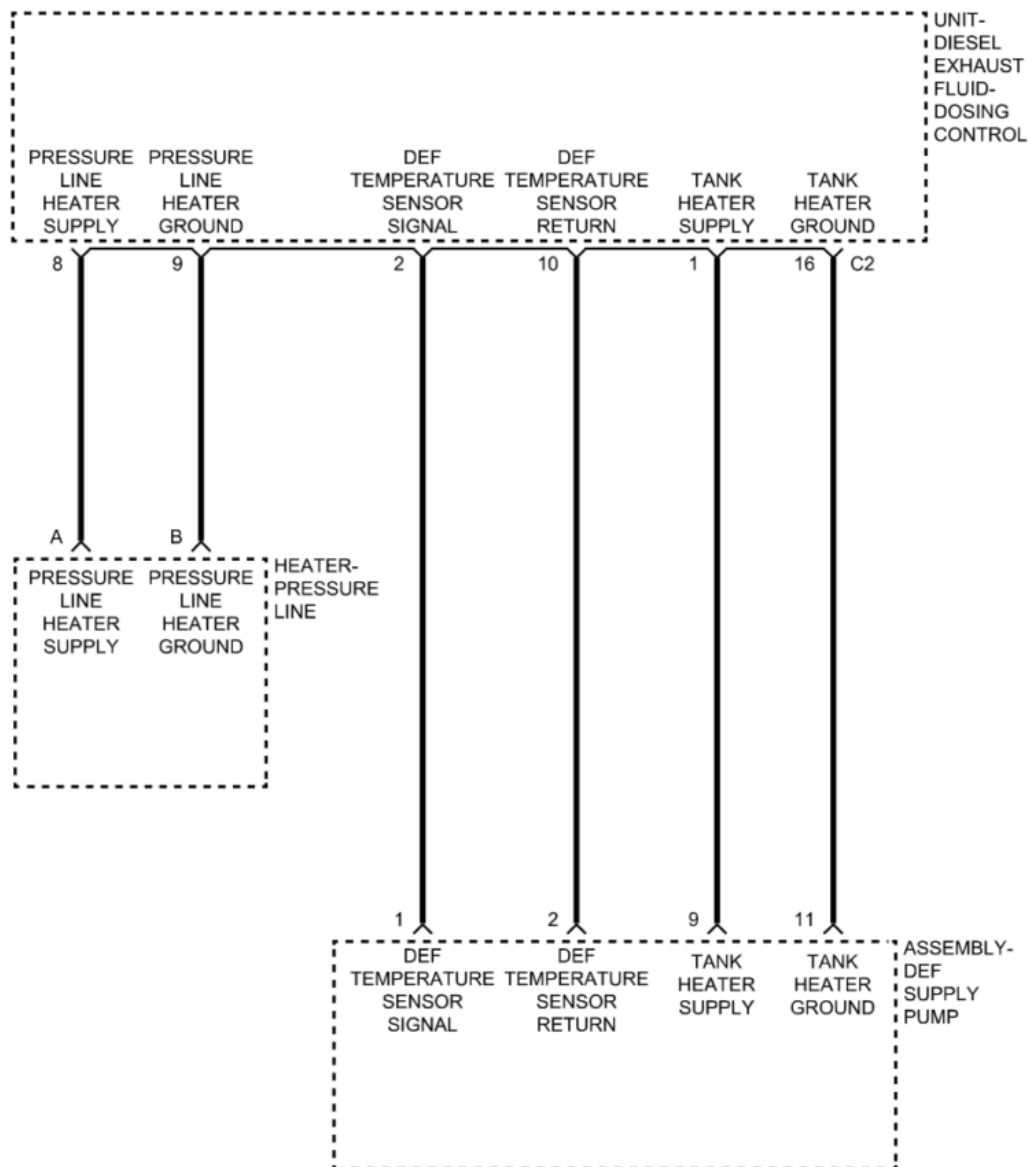 UNIT-
DIESEL
EXHAUST
FLUID-
DOSING
CONTROL
PRESSURE
LINE
HEATER
SUPPLY
PRESSURE
LINE
HEATER
GROUND
DEF
TEMPERATURE
SENSOR
SIGNAL
DEF
TEMPERATURE
SENSOR
RETURN
TANK
HEATER
SUPPLY
TANK
HEATER
GROUND
8
9
2
10
1
16
C2
A
B
HEATER-
PRESSURE
LINE
PRESSURE
LINE
HEATER
SUPPLY
PRESSURE
LINE
HEATER
GROUND
1
2
9
11
ASSEMBLY-
DEF
SUPPLY
PUMP
DEF
TEMPERATURE
SENSOR
SIGNAL
DEF
TEMPERATURE
SENSOR
RETURN
TANK
HEATER
SUPPLY
TANK
HEATER
GROUND